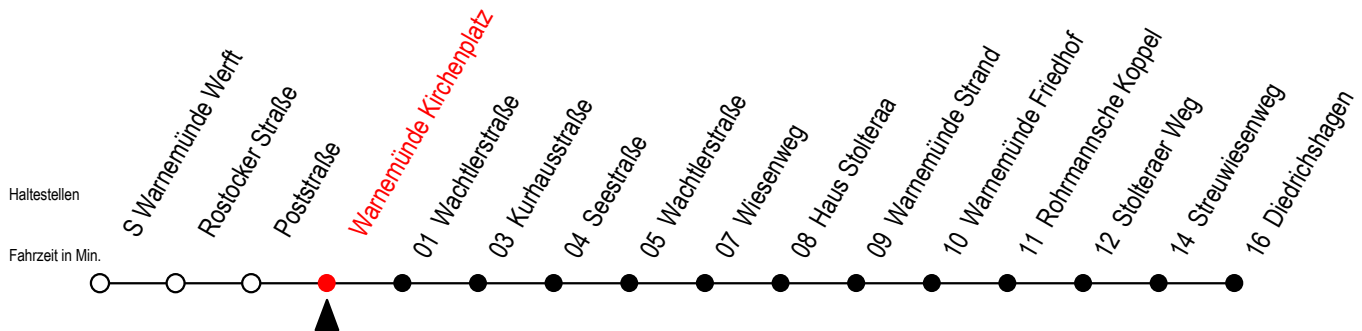 Haltestellen
Fahrzeit in Min.
S Warnemünde Werft
Rostocker Straße
Poststraße
Warnemünde Kirchenplatz
01 Wachtlerstraße
03 Kurhausstraße
04 Seestraße
05 Wachtlerstraße
07 Wiesenweg
08 Haus Stolteraa
09 Warnemünde Strand
10 Warnemünde Friedhof
11 Rohrmannsche Koppel
12 Stolteraer Weg
14 Streuwiesenweg
16 Diedrichshagen